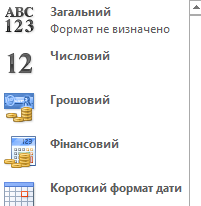 ABC
123
Загальний
Формат не визначено
12
Числовий
Грошовий
Фінансовий
Короткий формат дати